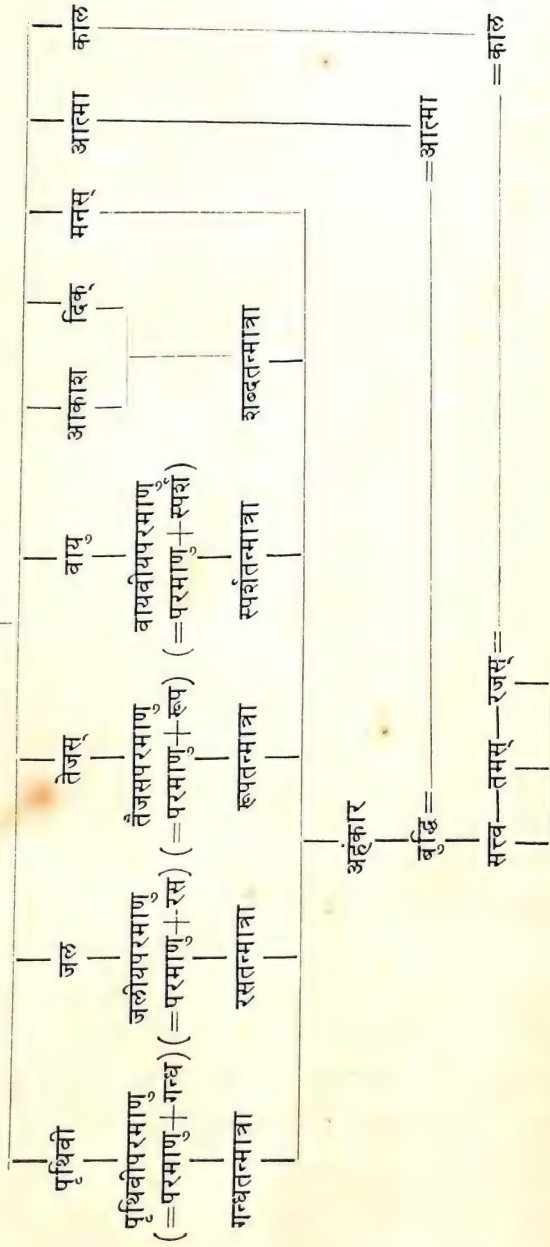 पृथिवी जल तेजस् वायु आकाश दिक् मनस् आत्मा काल
पृथिवीपरमाणु जलीयपरमाणु तैजसपरमाणु वायवीयपरमाणु
(=परमाणु+गन्ध) (=परमाणु+रस) (=परमाणु+रूप) (=परमाणु+स्पर्श)
गन्धतन्मात्रा रसतन्मात्रा रूपतन्मात्रा स्पर्शतन्मात्रा शब्दतन्मात्रा
अहंकार
बुद्धि= =आत्मा
सत्त्व—तमस्—रजस्= =काल